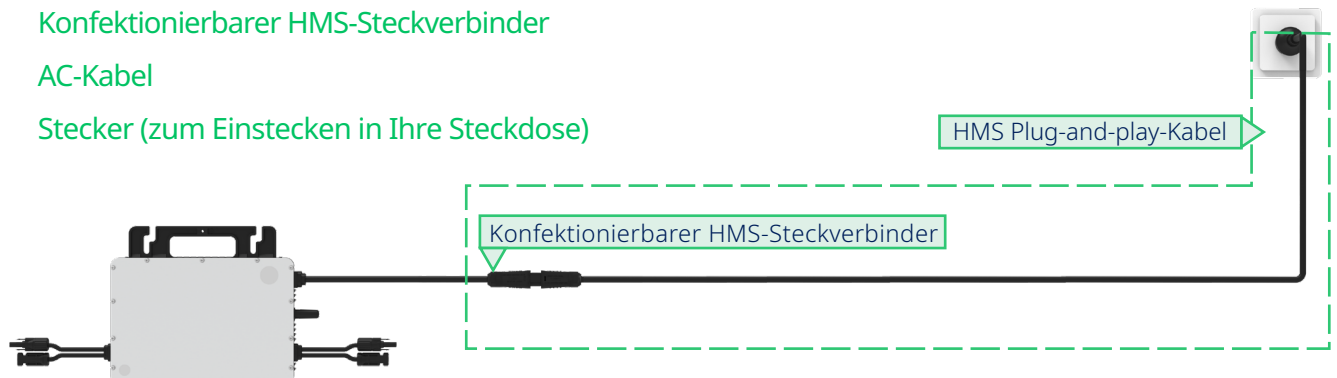 Konfektionierbarer HMS-Steckverbinder
AC-Kabel
Stecker (zum Einstecken in Ihre Steckdose)
HMS Plug-and-play-Kabel
Konfektionierbarer HMS-Steckverbinder